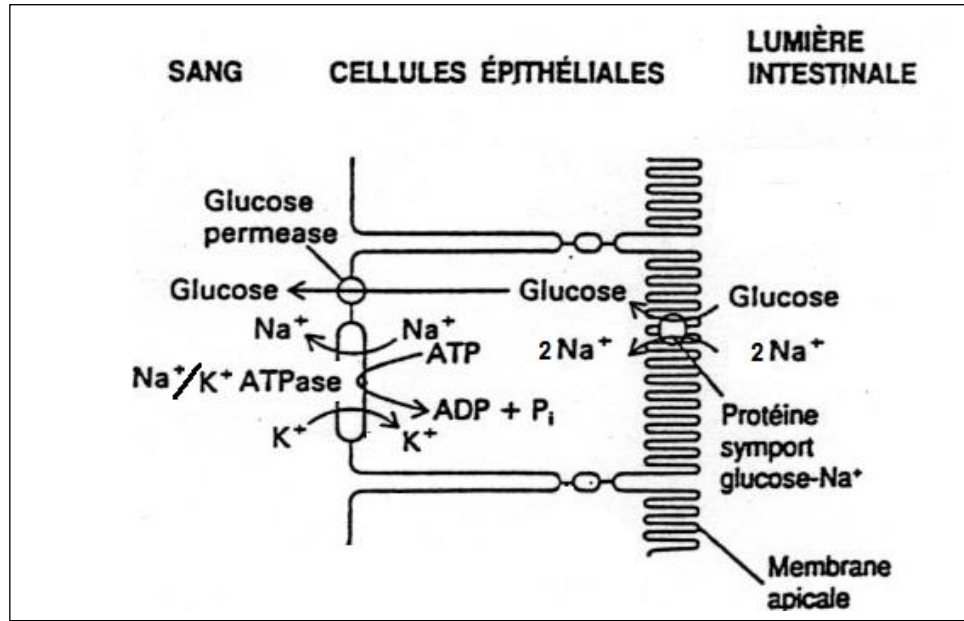 SANG
CELLULES ÉPITHÉLIALES
LUMIÈRE
INTESTINALE
Glucose
permease
Glucose
Glucose
Glucose
Na⁺
Na⁺
ATP
2 Na⁺
2 Na⁺
Na⁺/K⁺ ATPase
ADP + Pi
K⁺
K⁺
Protéine
symport
glucose-Na⁺
Membrane
apicale